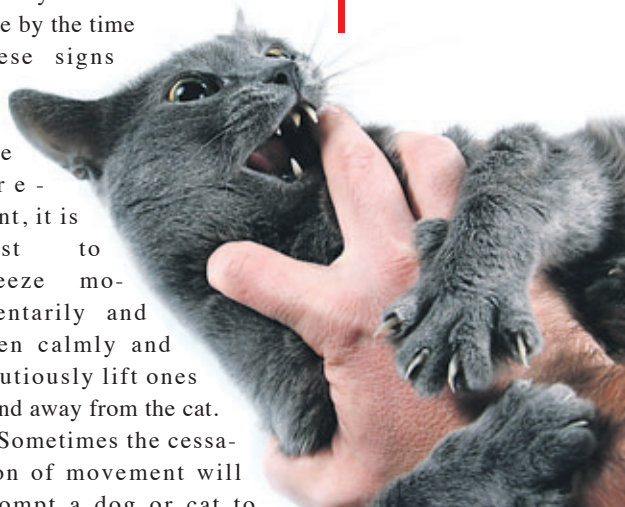 e by the time
ese signs
e
r e -
nt, it is
st to
eeze mo-
entarily and
en calmly and
utiously lift ones
nd away from the cat.
Sometimes the cessa-
on of movement will
ompt a dog or cat to